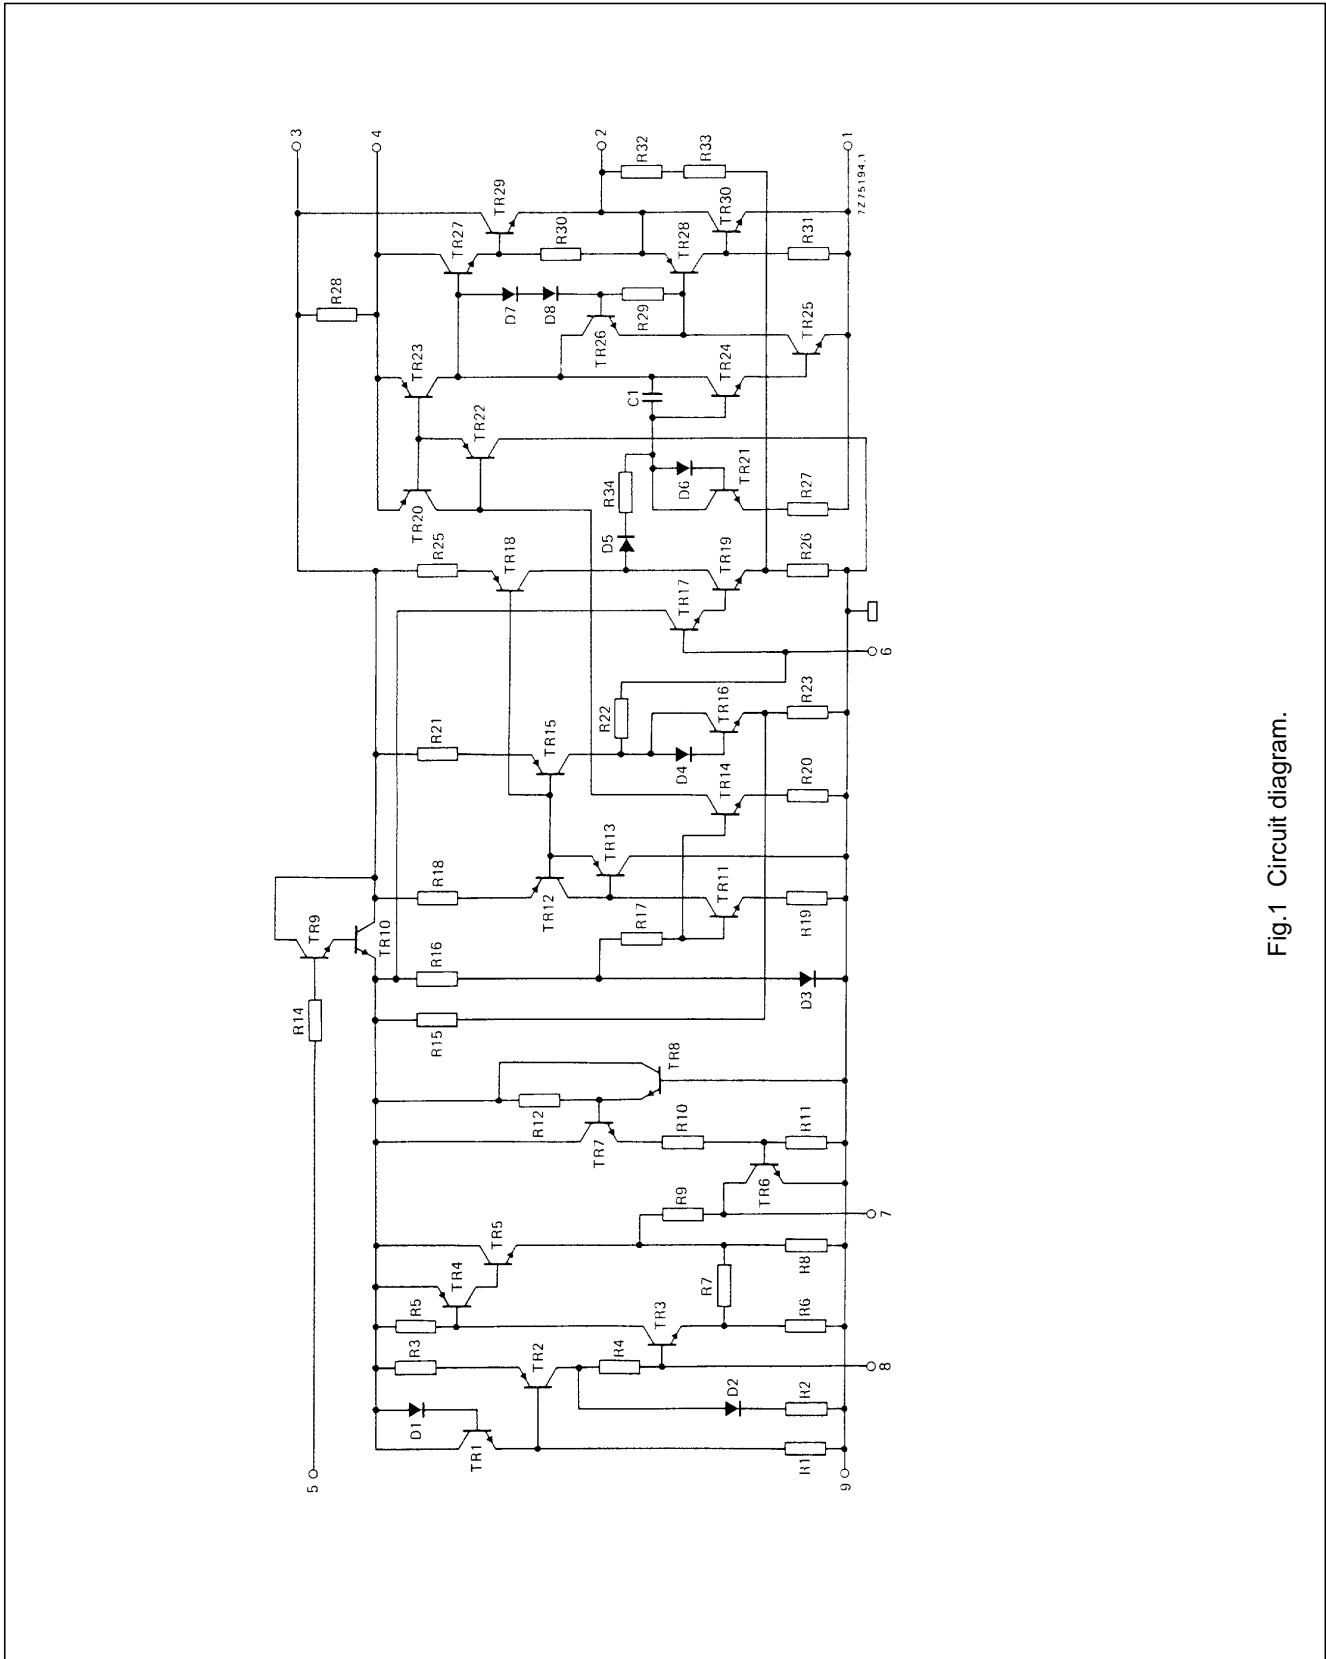 3
4
2
1
7Z75194.1
R32
R33
TR29
TR30
TR27
R30
TR28
R31
R28
D7
D8
R29
TR26
TR25
TR23
TR24
C1
TR22
TR21
D6
R27
R34
TR20
D5
R25
TR18
TR19
R26
TR17
6
R22
R21
TR15
TR16
R23
D4
TR14
R20
R18
TR13
TR12
TR11
R17
R19
TR9
TR10
R16
D3
R14
R15
TR8
R12
R10
R11
TR7
TR6
R9
7
TR5
TR4
R7
R8
R5
TR3
R6
R3
TR2
R4
8
D2
R2
D1
TR1
R1
5
9
Fig.1 Circuit diagram.